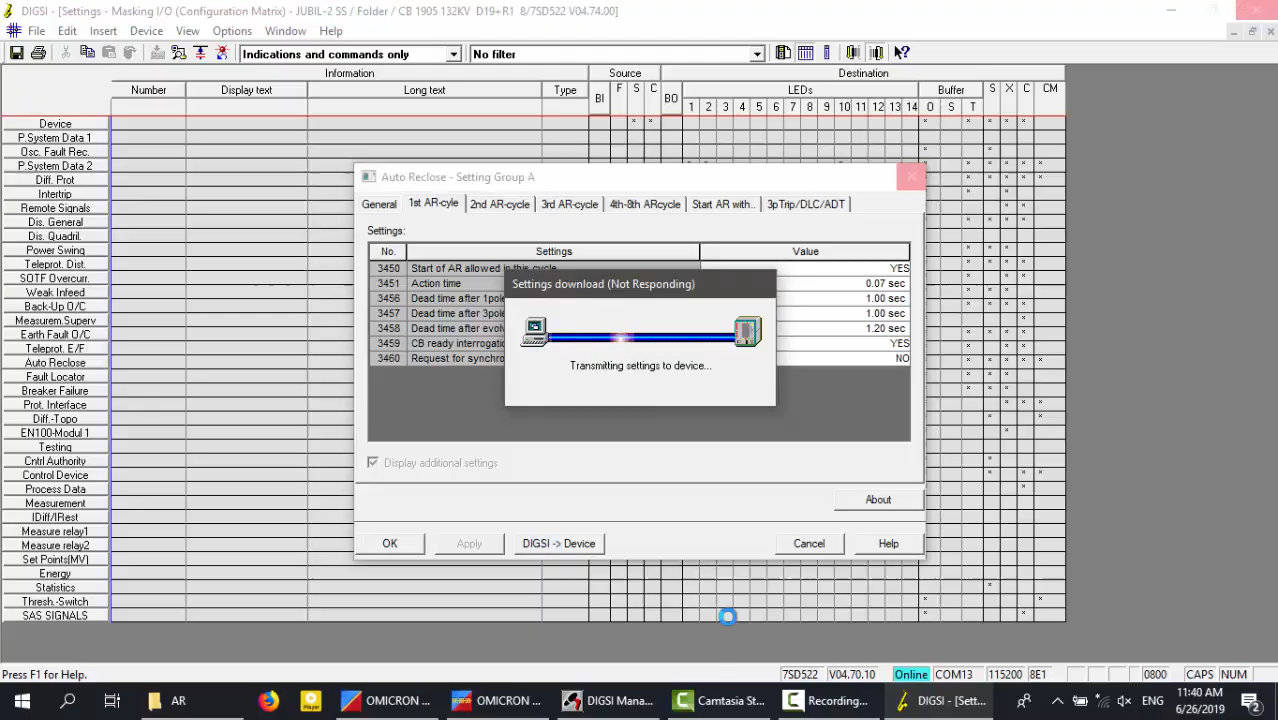 DIGSI - [Settings - Masking I/O (Configuration Matrix) - JUBIL-2 SS / Folder / CB 1905 132KV D19+R1 8/7SD522 V04.74.00]
File Edit Insert Device View Options Window Help
Indications and commands only No filter
Information Source Destination
Number Display text Long text Type BI F S C BO LEDs Buffer S X C CM
1 2 3 4 5 6 7 8 9 10 11 12 13 14 O S T
Device
P.System Data 1
Osc. Fault Rec.
P.System Data 2
Diff. Prot
Intertrip
Remote Signals
Dis. General
Dis. Quadril.
Power Swing
Teleprot. Dist.
SOTF Overcurr.
Weak Infeed
Back-Up O/C
Measurem.Superv
Earth Fault O/C
Teleprot. E/F
Auto Reclose
Fault Locator
Breaker Failure
Prot. Interface
Diff.-Topo
EN100-Modul 1
Testing
Cntrl Authority
Control Device
Process Data
Measurement
IDiff/IRest
Measure relay1
Measure relay2
Set Points(MV)
Energy
Statistics
Thresh.-Switch
SAS SIGNALS
Auto Reclose - Setting Group A
General 1st AR-cyle 2nd AR-cycle 3rd AR-cycle 4th-8th ARcycle Start AR with.. 3pTrip/DLC/ADT
Settings:
No. Settings Value
3450 Start of AR allowed in this cycle YES
3451 Action time 0.07 sec
3456 Dead time after 1pole 1.00 sec
3457 Dead time after 3pole 1.00 sec
3458 Dead time after evolv 1.20 sec
3459 CB ready interrogatio YES
3460 Request for synchro NO
Settings download (Not Responding)
Transmitting settings to device...
Display additional settings
About
OK Apply DIGSI -> Device Cancel Help
Press F1 for Help. 7SD522 V04.70.10 Online COM13 115200 8E1 0800 CAPS NUM
AR Player OMICRON ... OMICRON ... DIGSI Mana... Camtasia St... Recording... DIGSI - [Sett... ENG 11:40 AM
6/26/2019 2